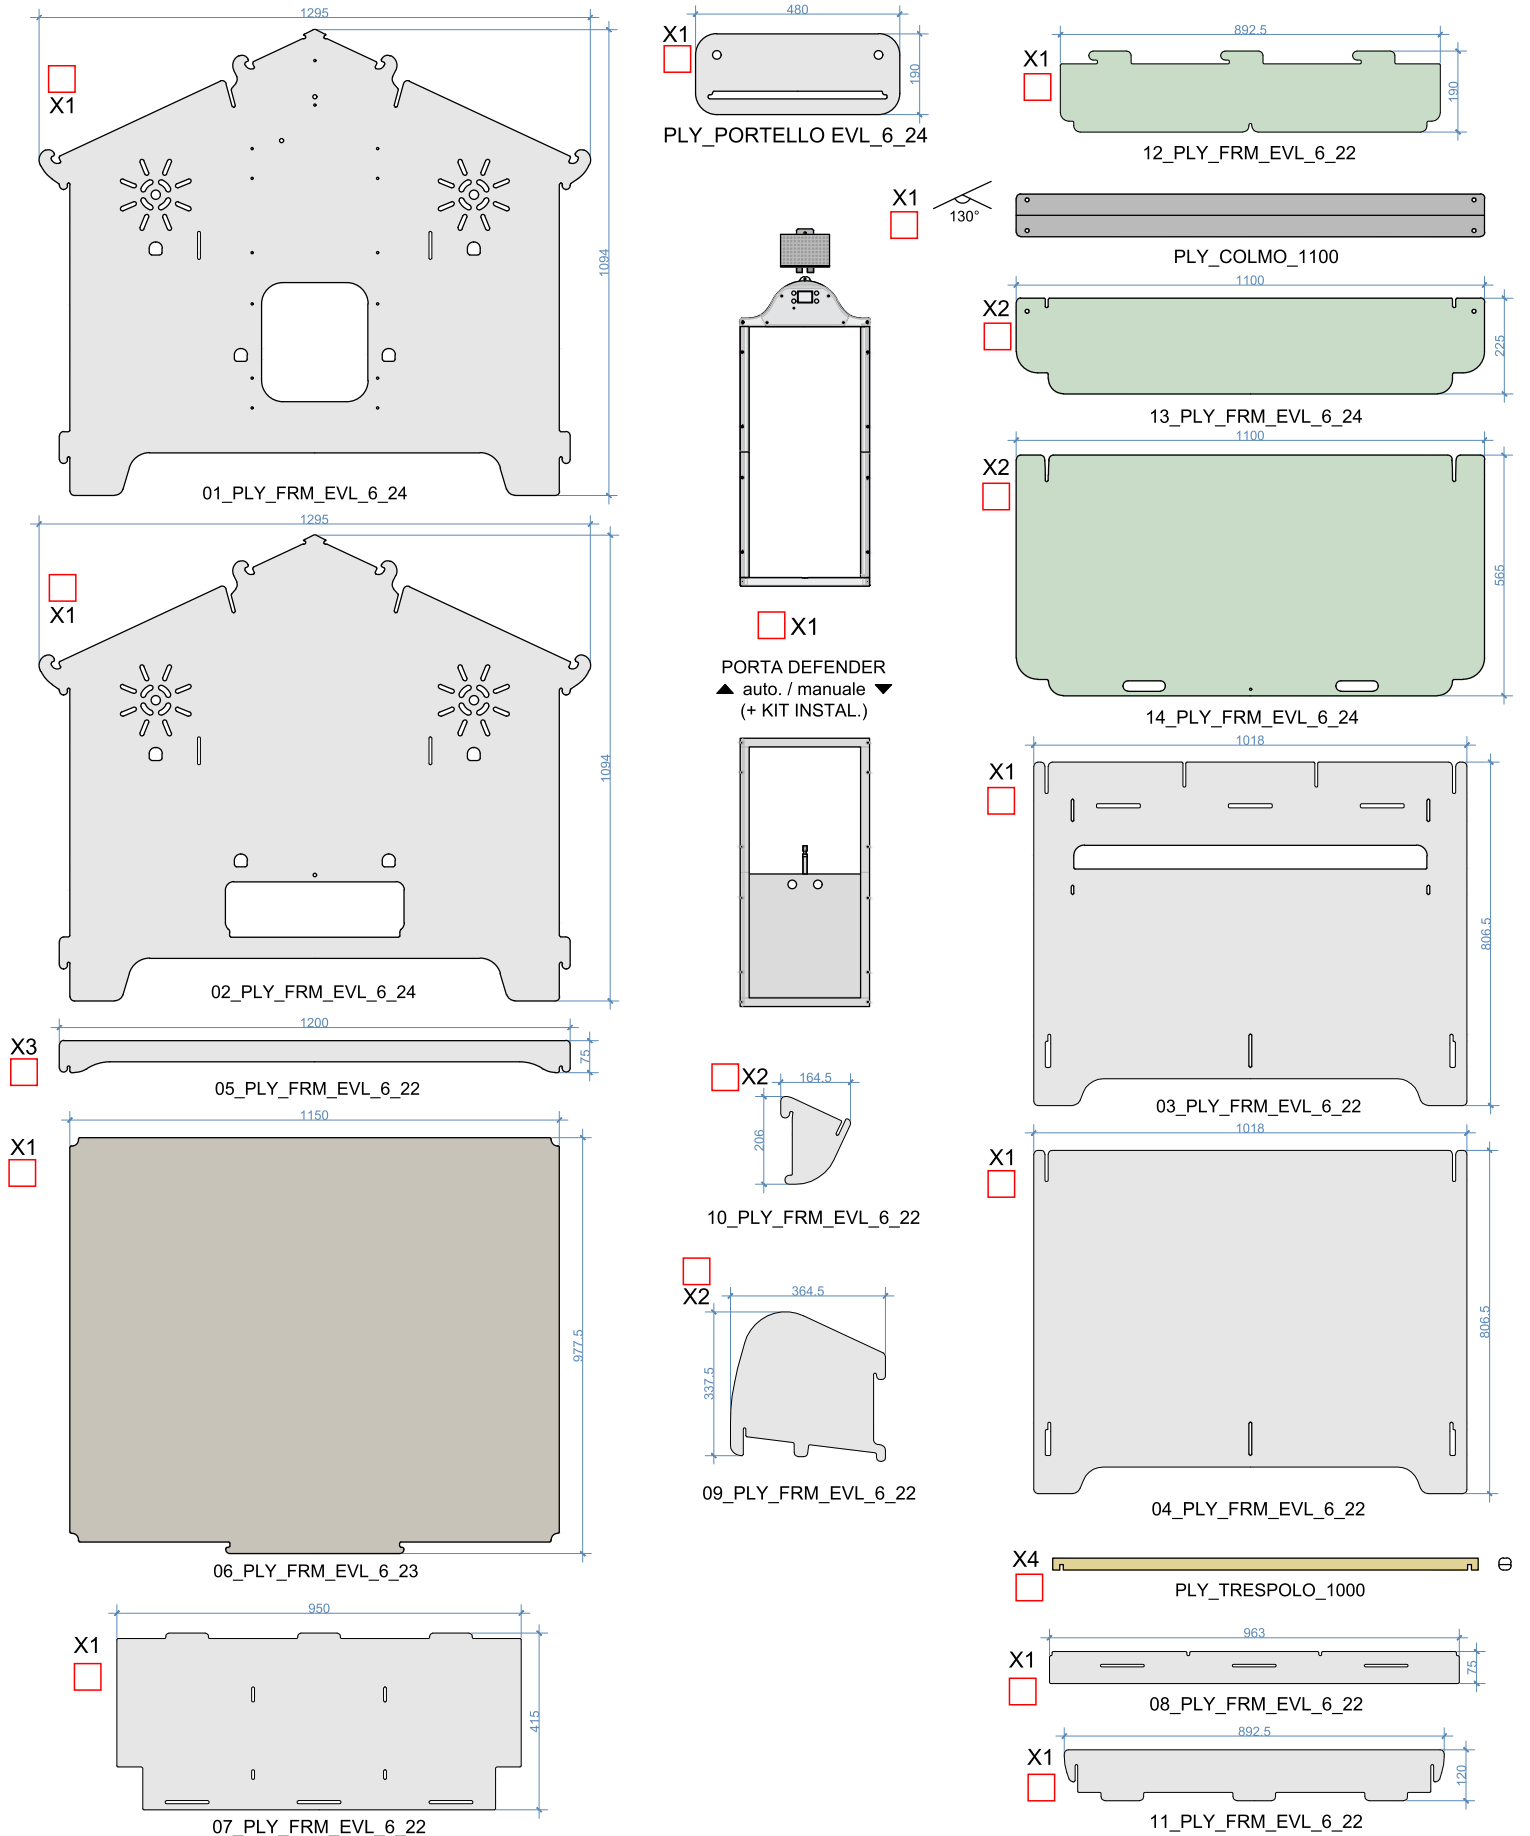 1295
X1
1094
01_PLY_FRM_EVL_6_24
1295
X1
1094
02_PLY_FRM_EVL_6_24
1200
X3
75
05_PLY_FRM_EVL_6_22
1150
X1
977.5
06_PLY_FRM_EVL_6_23
950
X1
415
07_PLY_FRM_EVL_6_22
480
X1
190
PLY_PORTELLO EVL_6_24
X1
PORTA DEFENDER
▲ auto. / manuale ▼
(+ KIT INSTAL.)
X2
164.5
206
10_PLY_FRM_EVL_6_22
X2
364.5
337.5
09_PLY_FRM_EVL_6_22
892.5
X1
190
12_PLY_FRM_EVL_6_22
X1
130°
PLY_COLMO_1100
1100
X2
225
13_PLY_FRM_EVL_6_24
1100
X2
565
14_PLY_FRM_EVL_6_24
1018
X1
806.5
03_PLY_FRM_EVL_6_22
1018
X1
806.5
04_PLY_FRM_EVL_6_22
X4
PLY_TRESPOLO_1000
963
X1
75
08_PLY_FRM_EVL_6_22
892.5
X1
120
11_PLY_FRM_EVL_6_22